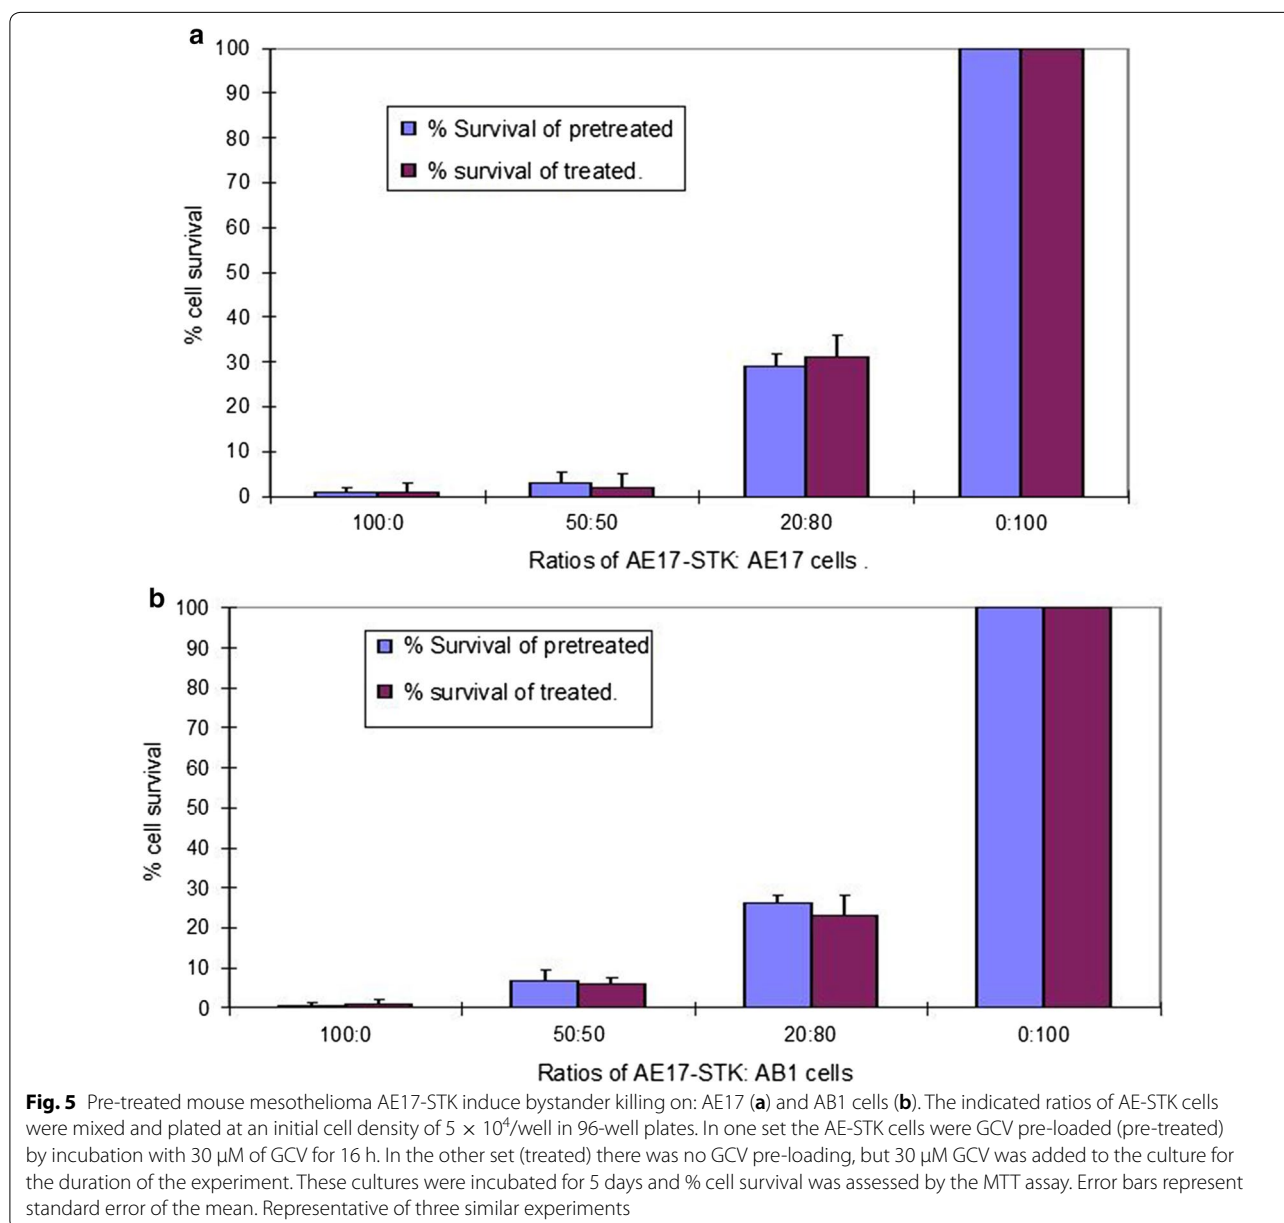 a
100
90
80
70
60
50
40
30
20
10
0
% cell survival
% Survival of pretreated
% survival of treated.
100:0 50:50 20:80 0:100
Ratios of AE17-STK: AE17 cells .
b
100
90
80
70
60
50
40
30
20
10
0
% cell survival
% Survival of pretreated
% survival of treated.
100:0 50:50 20:80 0:100
Ratios of AE17-STK: AB1 cells
Fig. 5 Pre-treated mouse mesothelioma AE17-STK induce bystander killing on: AE17 (a) and AB1 cells (b). The indicated ratios of AE-STK cells
were mixed and plated at an initial cell density of 5 × 10⁴/well in 96-well plates. In one set the AE-STK cells were GCV pre-loaded (pre-treated)
by incubation with 30 μM of GCV for 16 h. In the other set (treated) there was no GCV pre-loading, but 30 μM GCV was added to the culture for
the duration of the experiment. These cultures were incubated for 5 days and % cell survival was assessed by the MTT assay. Error bars represent
standard error of the mean. Representative of three similar experiments